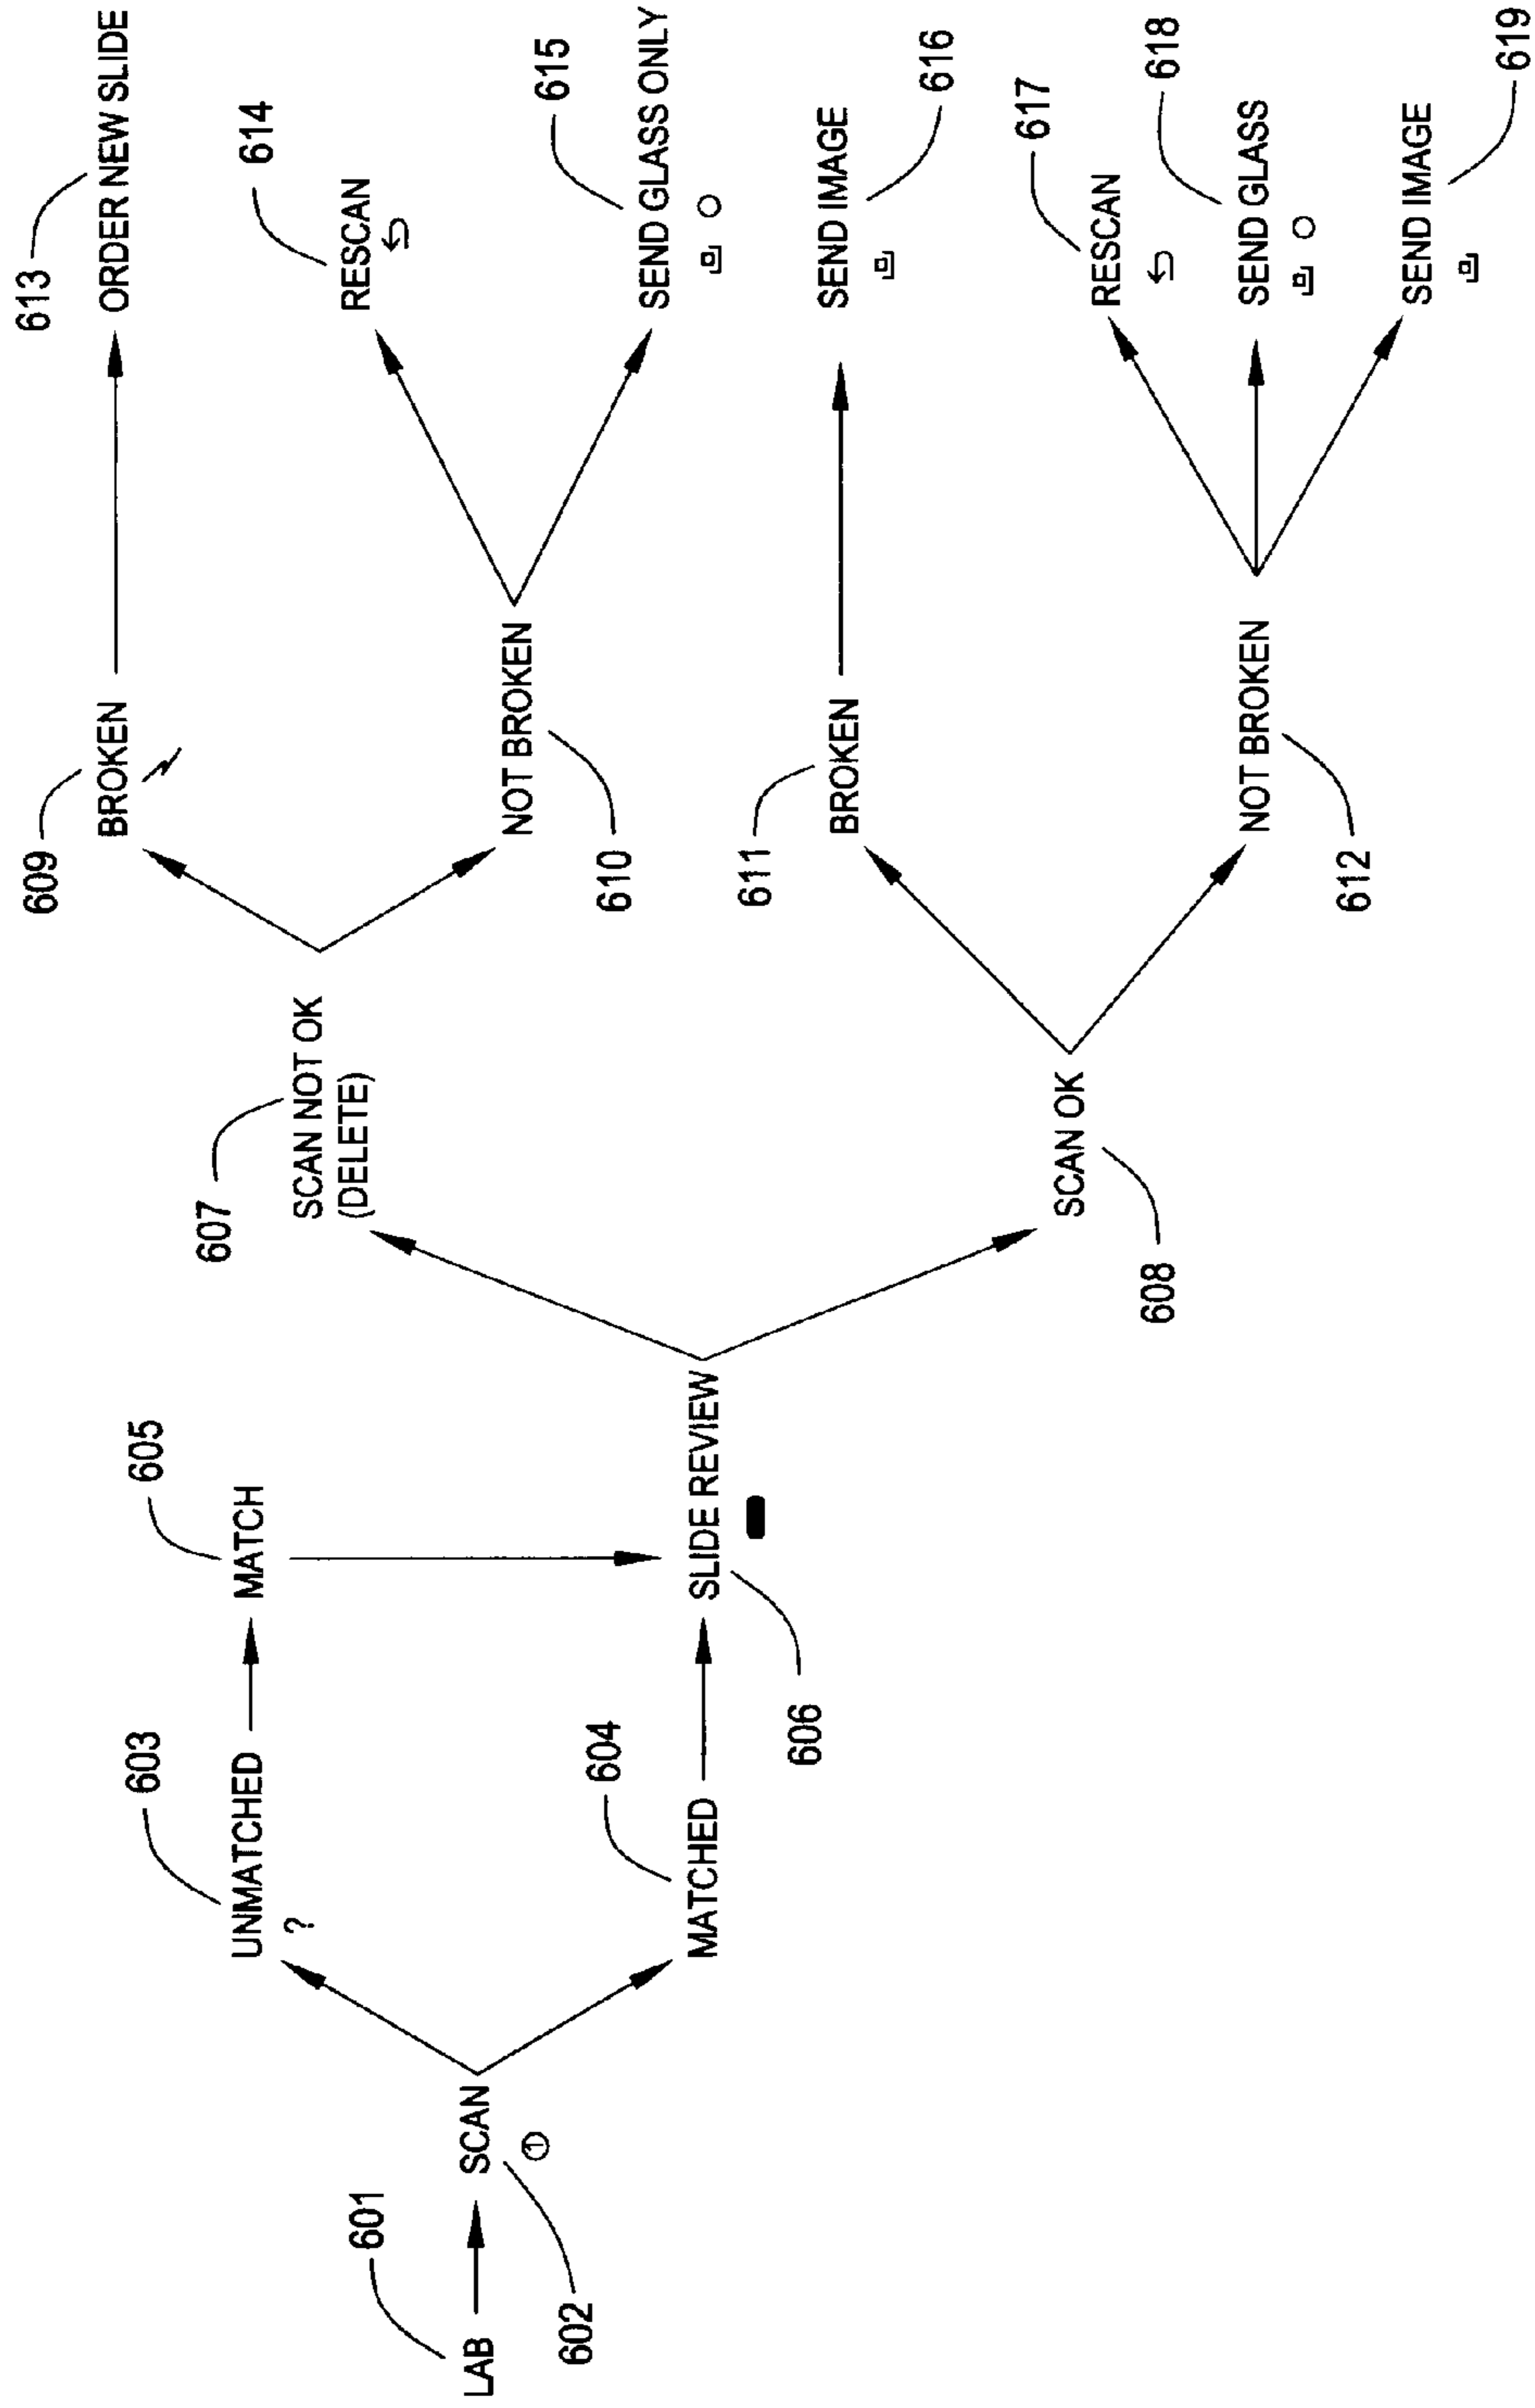 LAB
601
SCAN
①
602
UNMATCHED
?
603
MATCHED
604
MATCH
605
SLIDE REVIEW
606
SCAN NOT OK
(DELETE)
607
SCAN OK
608
BROKEN
609
NOT BROKEN
610
BROKEN
611
NOT BROKEN
612
ORDER NEW SLIDE
613
RESCAN
614
SEND GLASS ONLY
615
SEND IMAGE
616
RESCAN
617
SEND GLASS
618
SEND IMAGE
619